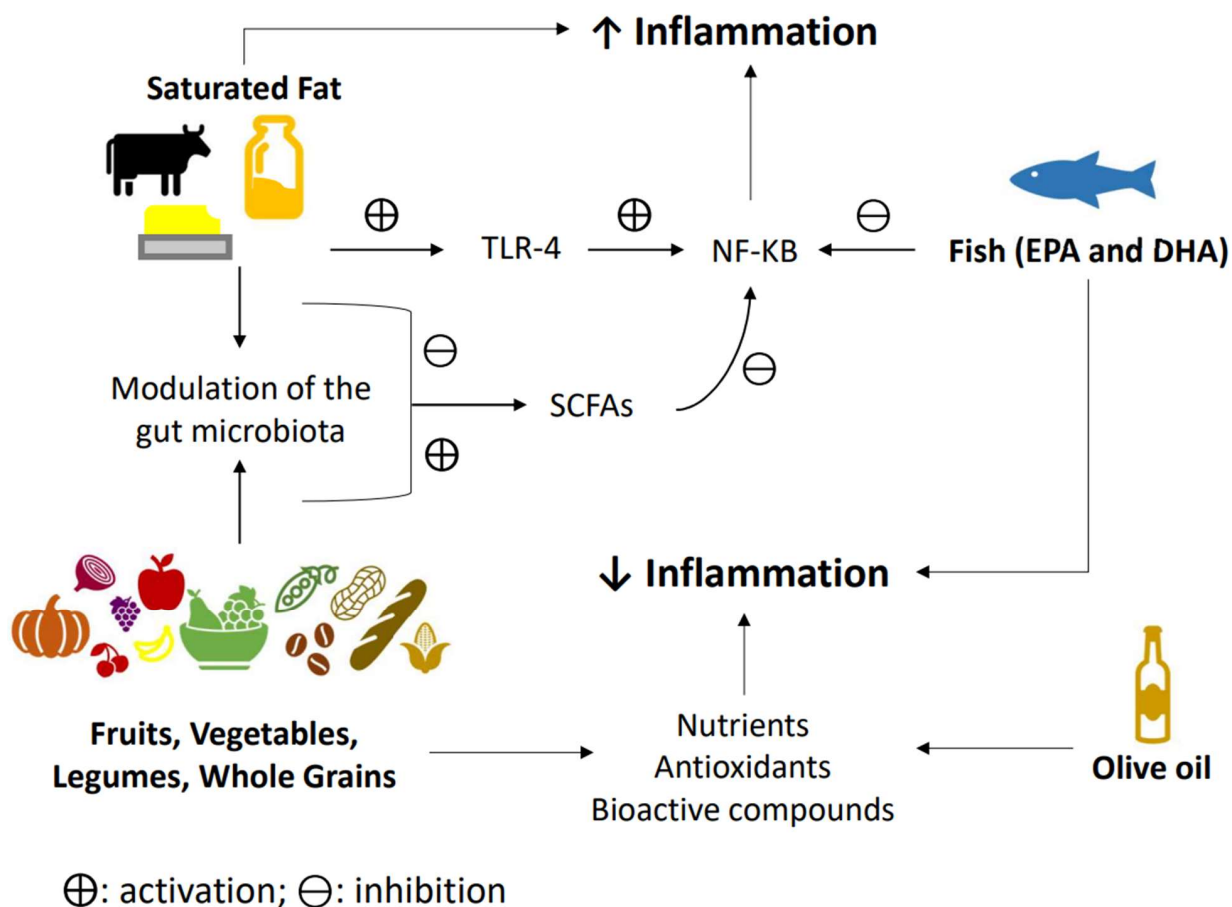 ↑ Inflammation
Saturated Fat
⊕
⊕
⊖
TLR-4
NF-KB
Fish (EPA and DHA)
⊖
Modulation of the
gut microbiota
SCFAs
⊖
⊕
↓ Inflammation
Fruits, Vegetables,
Legumes, Whole Grains
Nutrients
Antioxidants
Bioactive compounds
Olive oil
⊕: activation; ⊖: inhibition